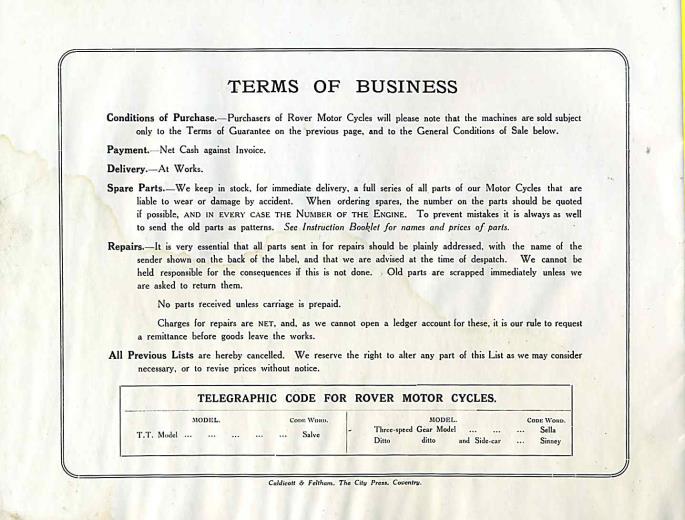 TERMS OF BUSINESS
Conditions of Purchase.—Purchasers of Rover Motor Cycles will please note that the machines are sold subject
only to the Terms of Guarantee on the previous page, and to the General Conditions of Sale below.
Payment.—Net Cash against Invoice.
Delivery.—At Works.
Spare Parts.—We keep in stock, for immediate delivery, a full series of all parts of our Motor Cycles that are
liable to wear or damage by accident. When ordering spares, the number on the parts should be quoted
if possible, AND IN EVERY CASE THE NUMBER OF THE ENGINE. To prevent mistakes it is always as well
to send the old parts as patterns. See Instruction Booklet for names and prices of parts.
Repairs.—It is very essential that all parts sent in for repairs should be plainly addressed, with the name of the
sender shown on the back of the label, and that we are advised at the time of despatch. We cannot be
held responsible for the consequences if this is not done. Old parts are scrapped immediately unless we
are asked to return them.
No parts received unless carriage is prepaid.
Charges for repairs are NET, and, as we cannot open a ledger account for these, it is our rule to request
a remittance before goods leave the works.
All Previous Lists are hereby cancelled. We reserve the right to alter any part of this List as we may consider
necessary, or to revise prices without notice.
TELEGRAPHIC CODE FOR ROVER MOTOR CYCLES.
MODEL. CODE WORD. MODEL. CODE WORD.
T.T. Model ... ... ... ... ... Salve Three-speed Gear Model ... ... ... Sella
Ditto ditto and Side-car ... Sinney
Caldicott & Feltham, The City Press, Coventry.